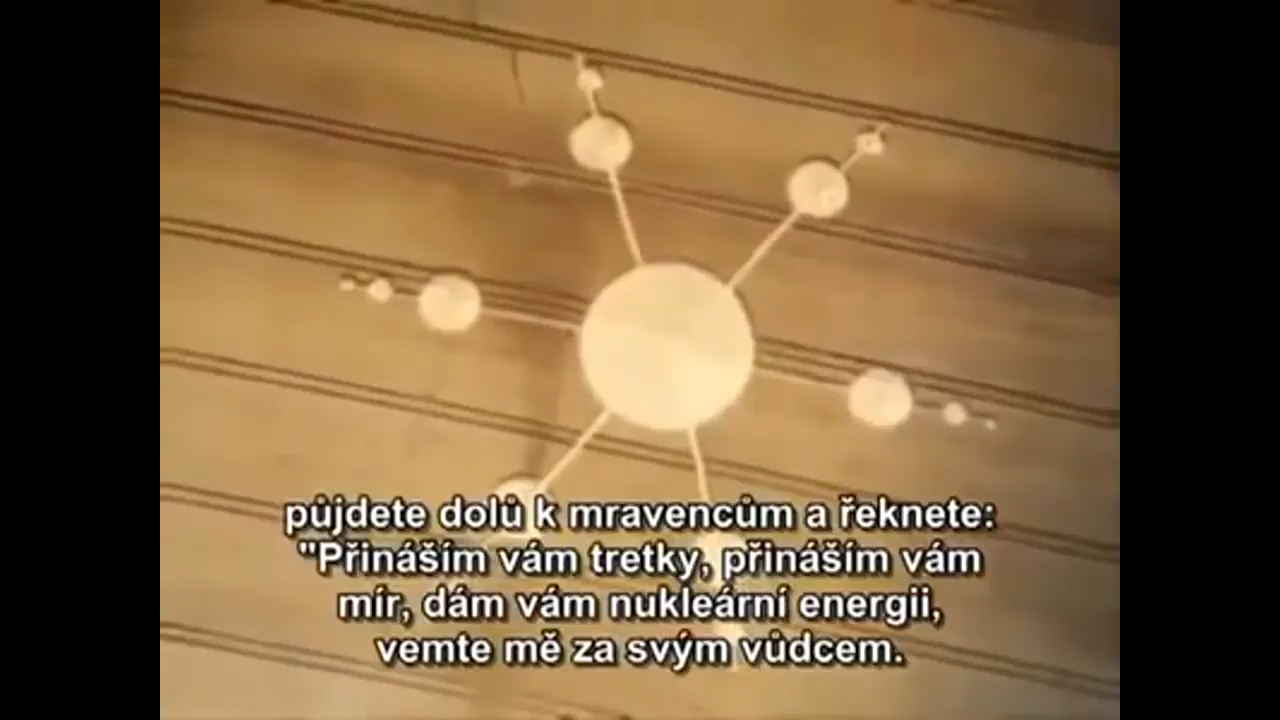 půjdete dolů k mravencům a řeknete:
"Přináším vám tretky, přináším vám
mír, dám vám nukleární energii,
vemte mě za svým vůdcem.